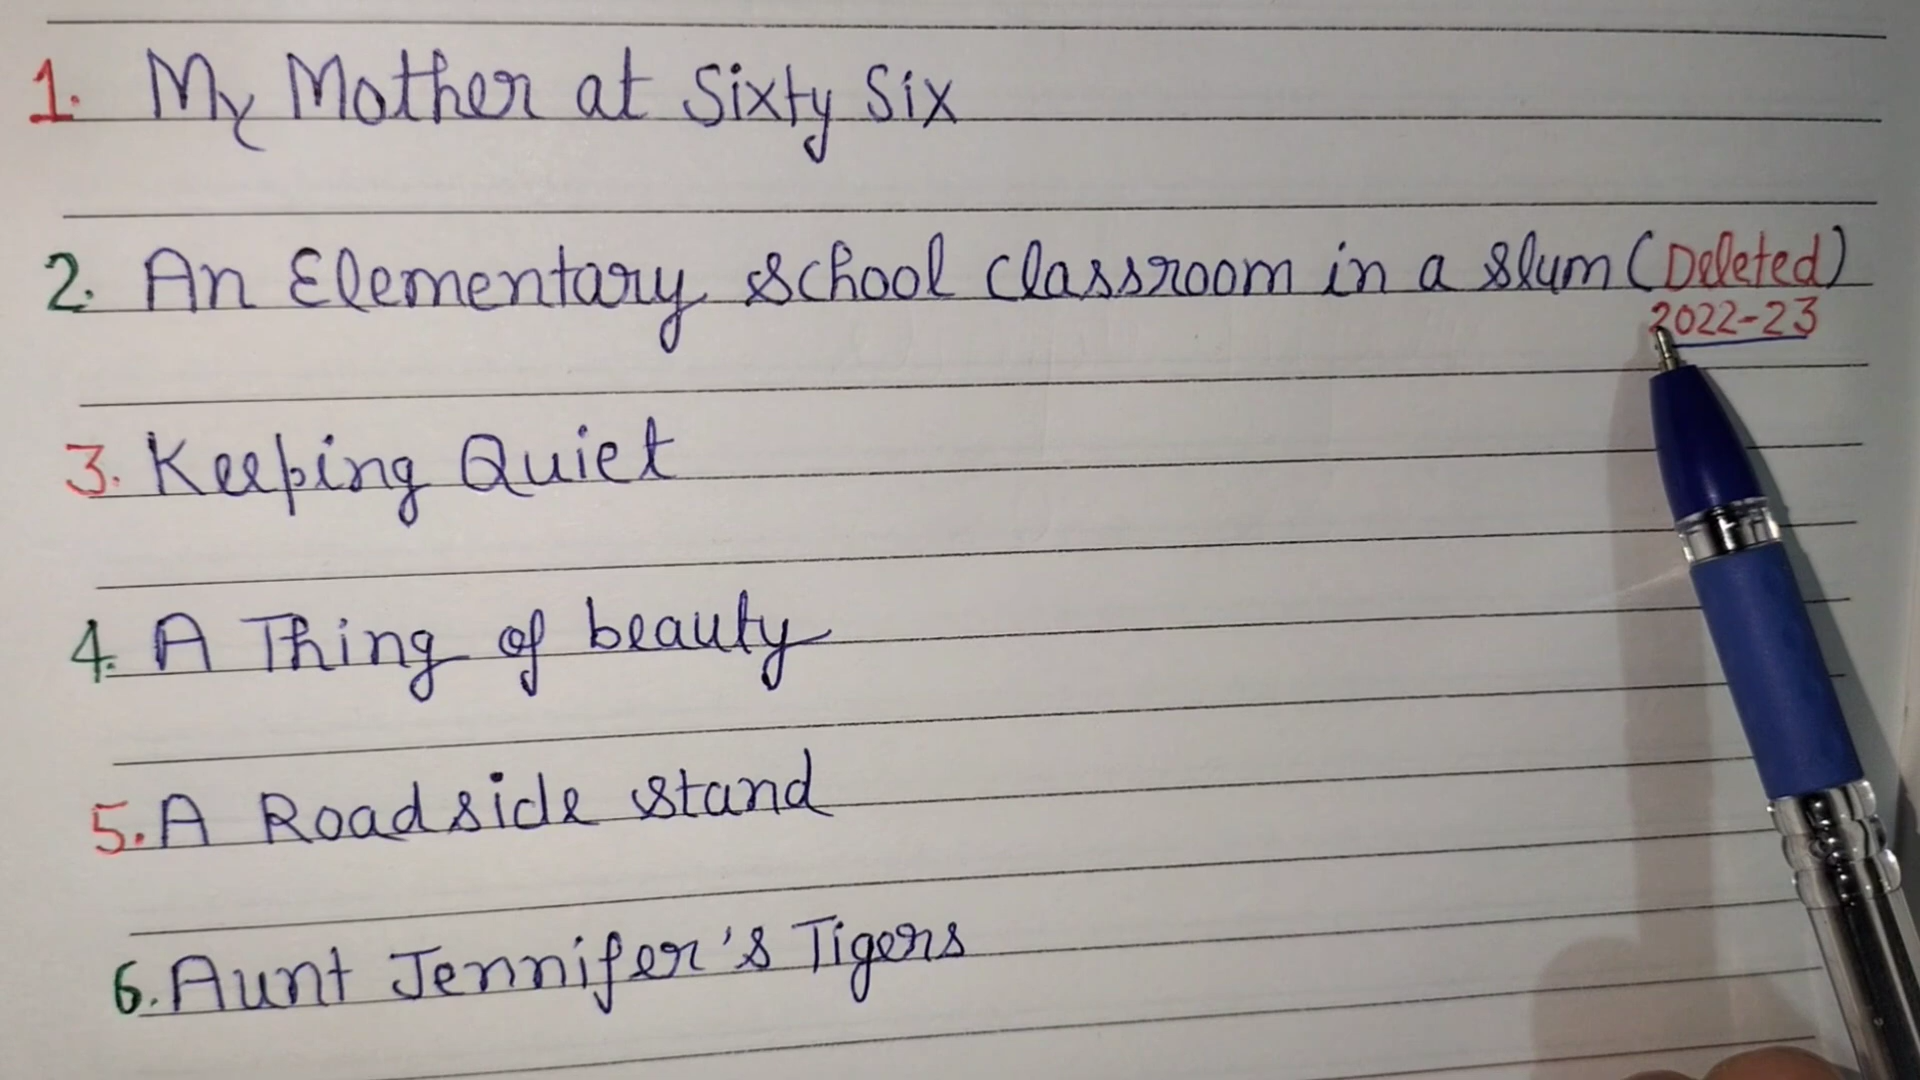 1. My Mother at Sixty Six
2. An Elementary School Classroom in a Slum (Deleted)
2022-23
3. Keeping Quiet
4. A Thing of beauty
5. A Roadside Stand
6. Aunt Jennifer's Tigers